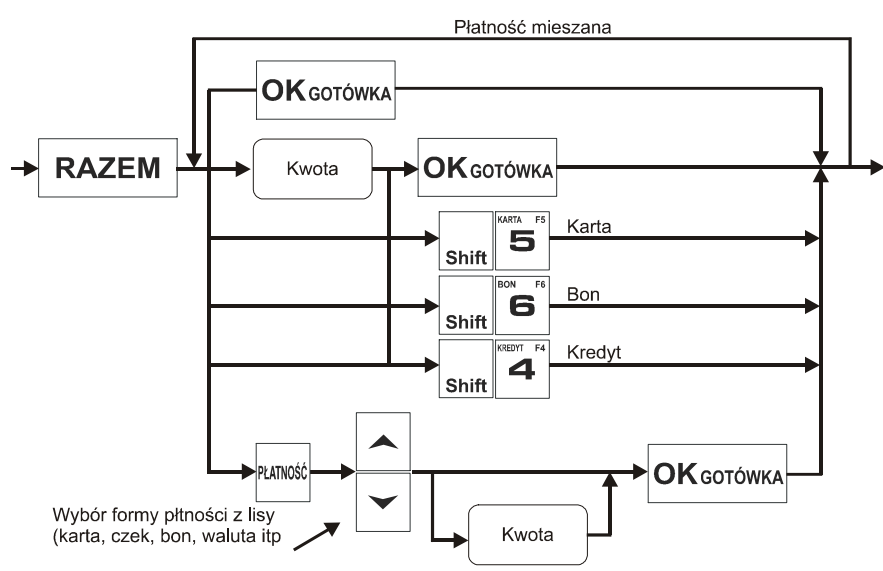 Płatność mieszana
OK GOTÓWKA
RAZEM
Kwota
OK GOTÓWKA
Shift
KARTA F5
5
Karta
Shift
BON F6
6
Bon
Shift
KREDYT F4
4
Kredyt
PŁATNOŚĆ
OK GOTÓWKA
Wybór formy płtności z lisy
(karta, czek, bon, waluta itp
Kwota